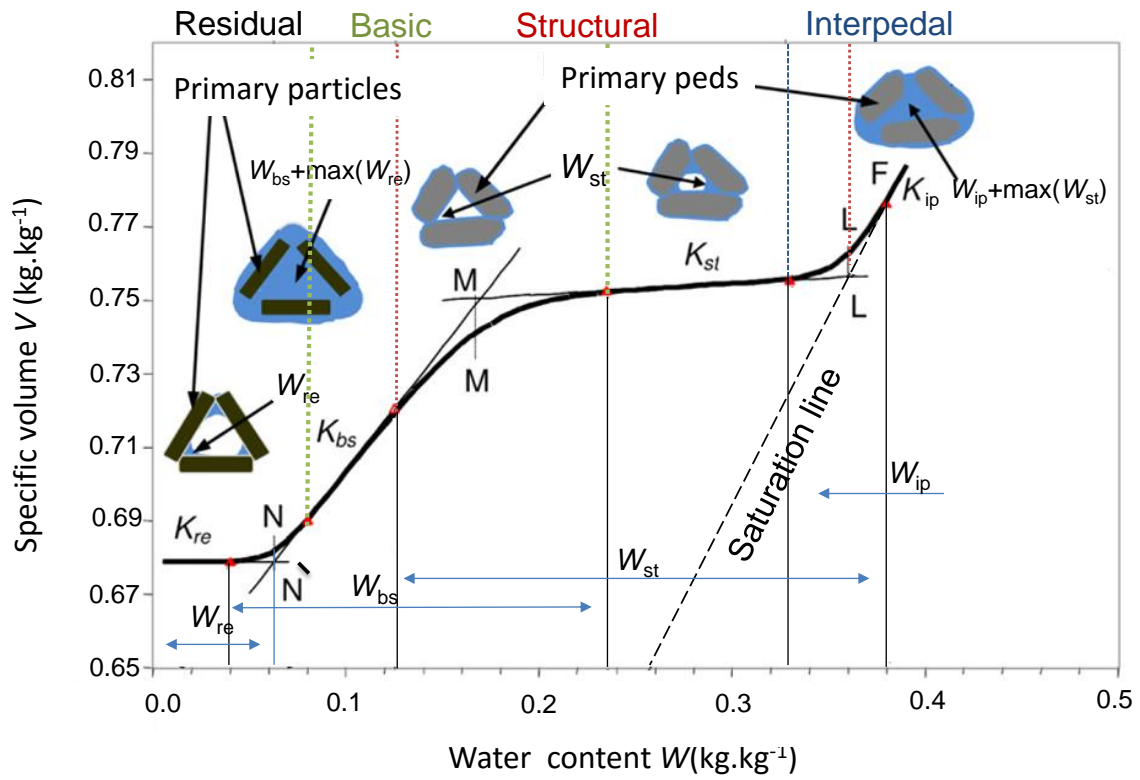 Residual Basic Structural Interpedal
0.81
0.79
0.77
0.75
0.73
0.71
0.69
0.67
0.65
Specific volume V (kg.kg-1)
Primary particles
Primary peds
Wbs+max(Wre)
Wst
F
Kip
Wip+max(Wst)
L
Kst
M
L
M
Wre
Kbs
Saturation line
Wip
Kre
N
N`
Wst
Wbs
Wre
0.0 0.1 0.2 0.3 0.4 0.5
Water content W(kg.kg-1)